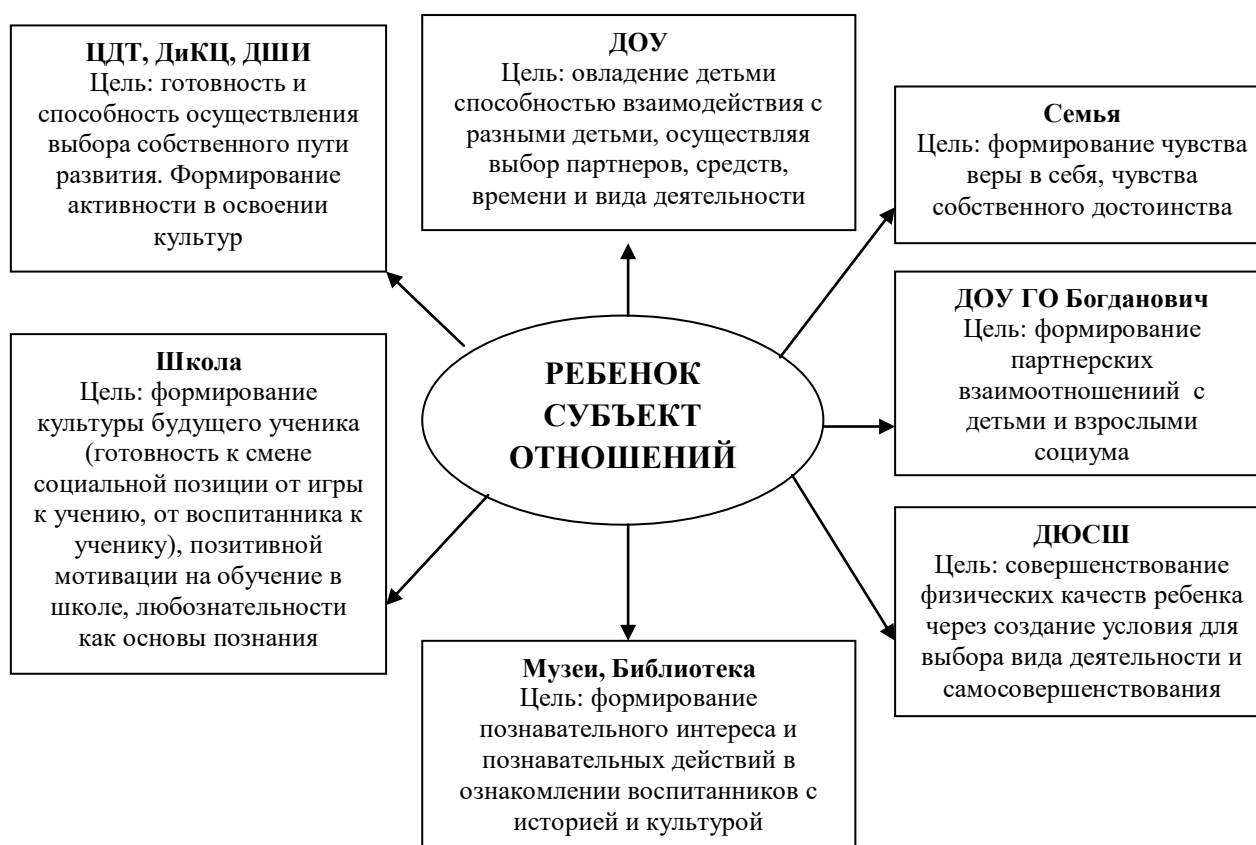 ЦДТ, ДиКЦ, ДШИ
Цель: готовность и
способность осуществления
выбора собственного пути
развития. Формирование
активности в освоении
культур
ДОУ
Цель: овладение детьми
способностью взаимодействия с
разными детьми, осуществляя
выбор партнеров, средств,
времени и вида деятельности
Семья
Цель: формирование чувства
веры в себя, чувства
собственного достоинства
ДОУ ГО Богданович
Цель: формирование
партнерских
взаимоотношениий с
детьми и взрослыми
социума
Школа
Цель: формирование
культуры будущего ученика
(готовность к смене
социальной позиции от игры
к учению, от воспитанника к
ученику), позитивной
мотивации на обучение в
школе, любознательности
как основы познания
РЕБЕНОК
СУБЪЕКТ
ОТНОШЕНИЙ
ДЮСШ
Цель: совершенствование
физических качеств ребенка
через создание условия для
выбора вида деятельности и
самосовершенствования
Музеи, Библиотека
Цель: формирование
познавательного интереса и
познавательных действий в
ознакомлении воспитанников с
историей и культурой